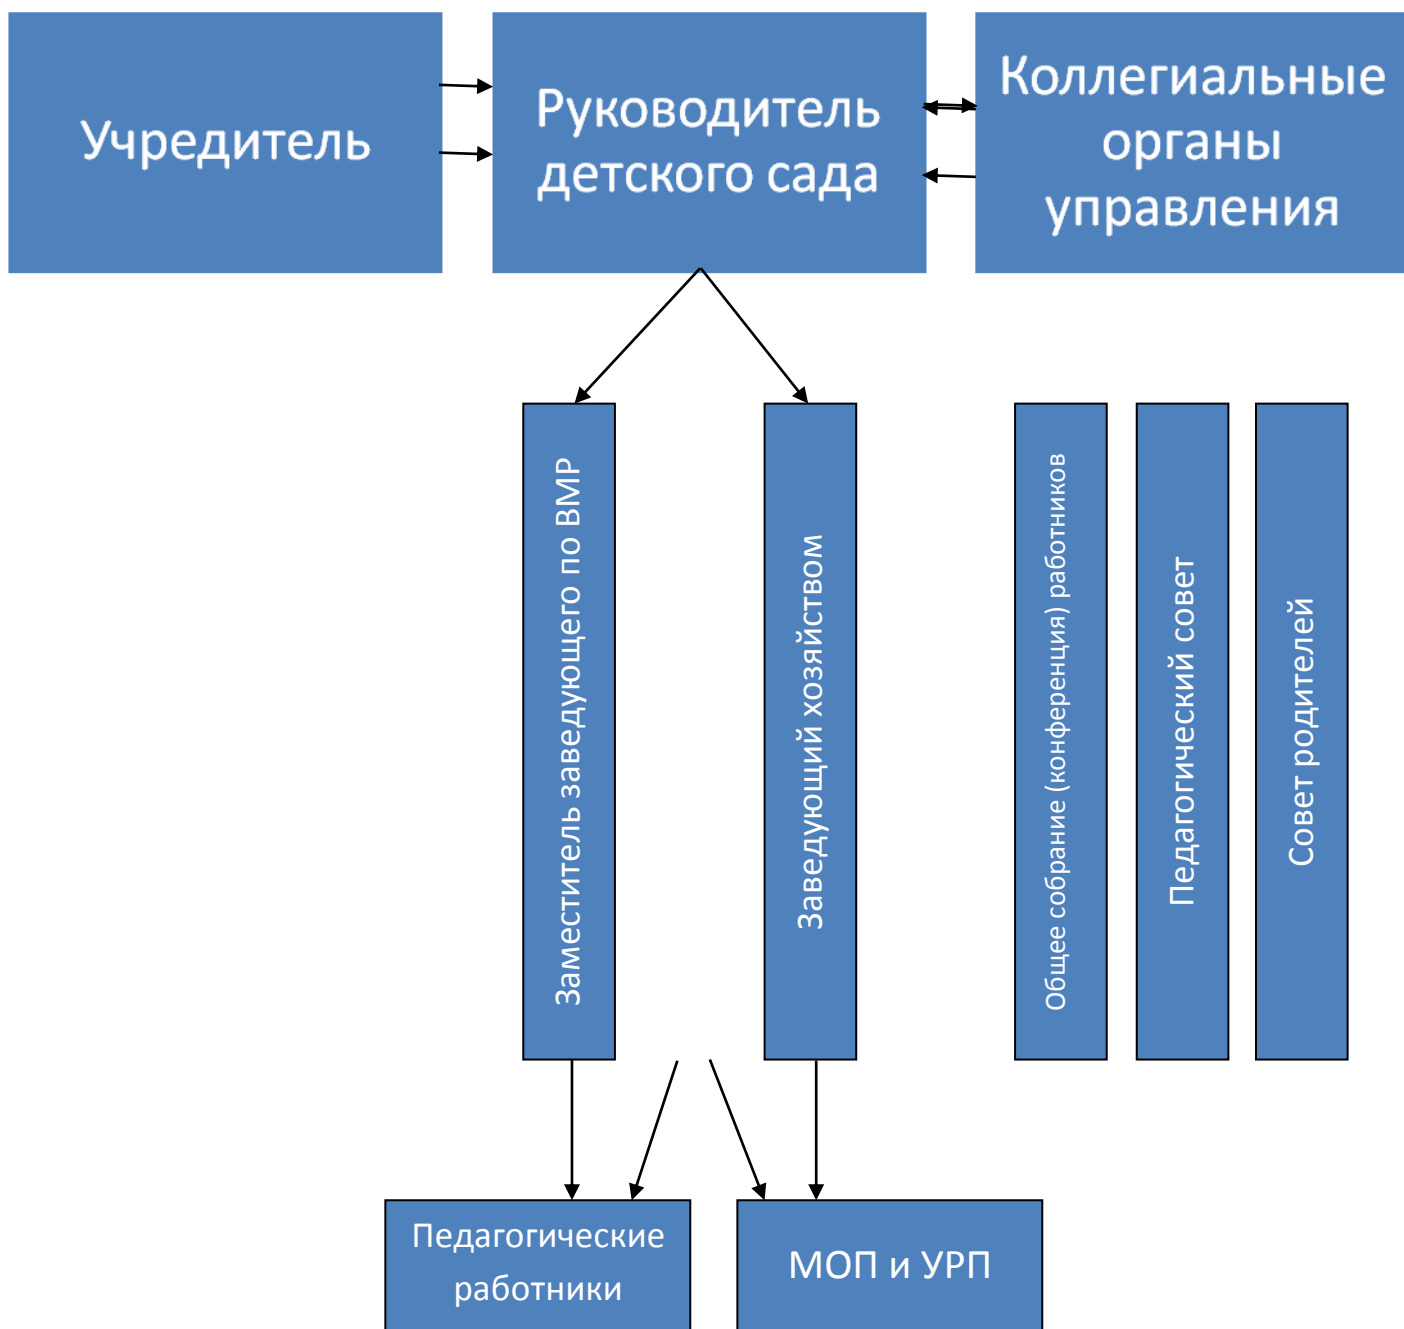 Учредитель
Руководитель
детского сада
Коллегиальные
органы
управления
Заместитель заведующего по ВМР
Заведующий хозяйством
Общее собрание (конференция) работников
Педагогический совет
Совет родителей
Педагогические
работники
МОП и УРП